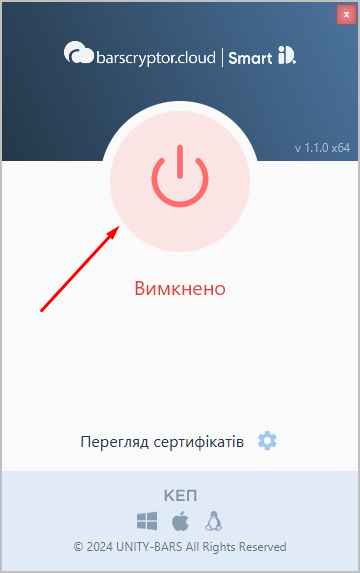 barscryptor.cloud | Smart iD.
v 1.1.0 x64
Вимкнено
Перегляд сертифікатів
КЕП
© 2024 UNITY-BARS All Rights Reserved